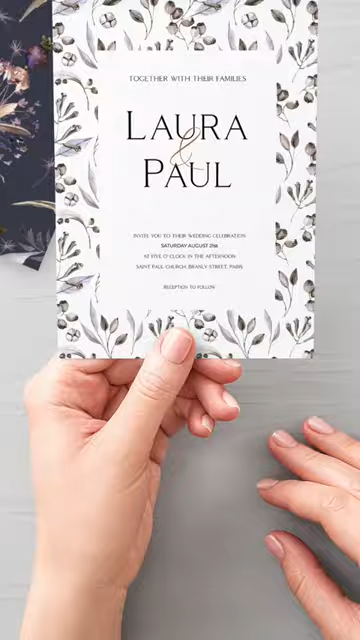 TOGETHER WITH THEIR FAMILIES
LAURA
&
PAUL
INVITE YOU TO THEIR WEDDING CELEBRATION
SATURDAY AUGUST 21st
AT FIVE O'CLOCK IN THE AFTERNOON
SAINT PAUL CHURCH, BRANLY STREET, PARIS
RECEPTION TO FOLLOW